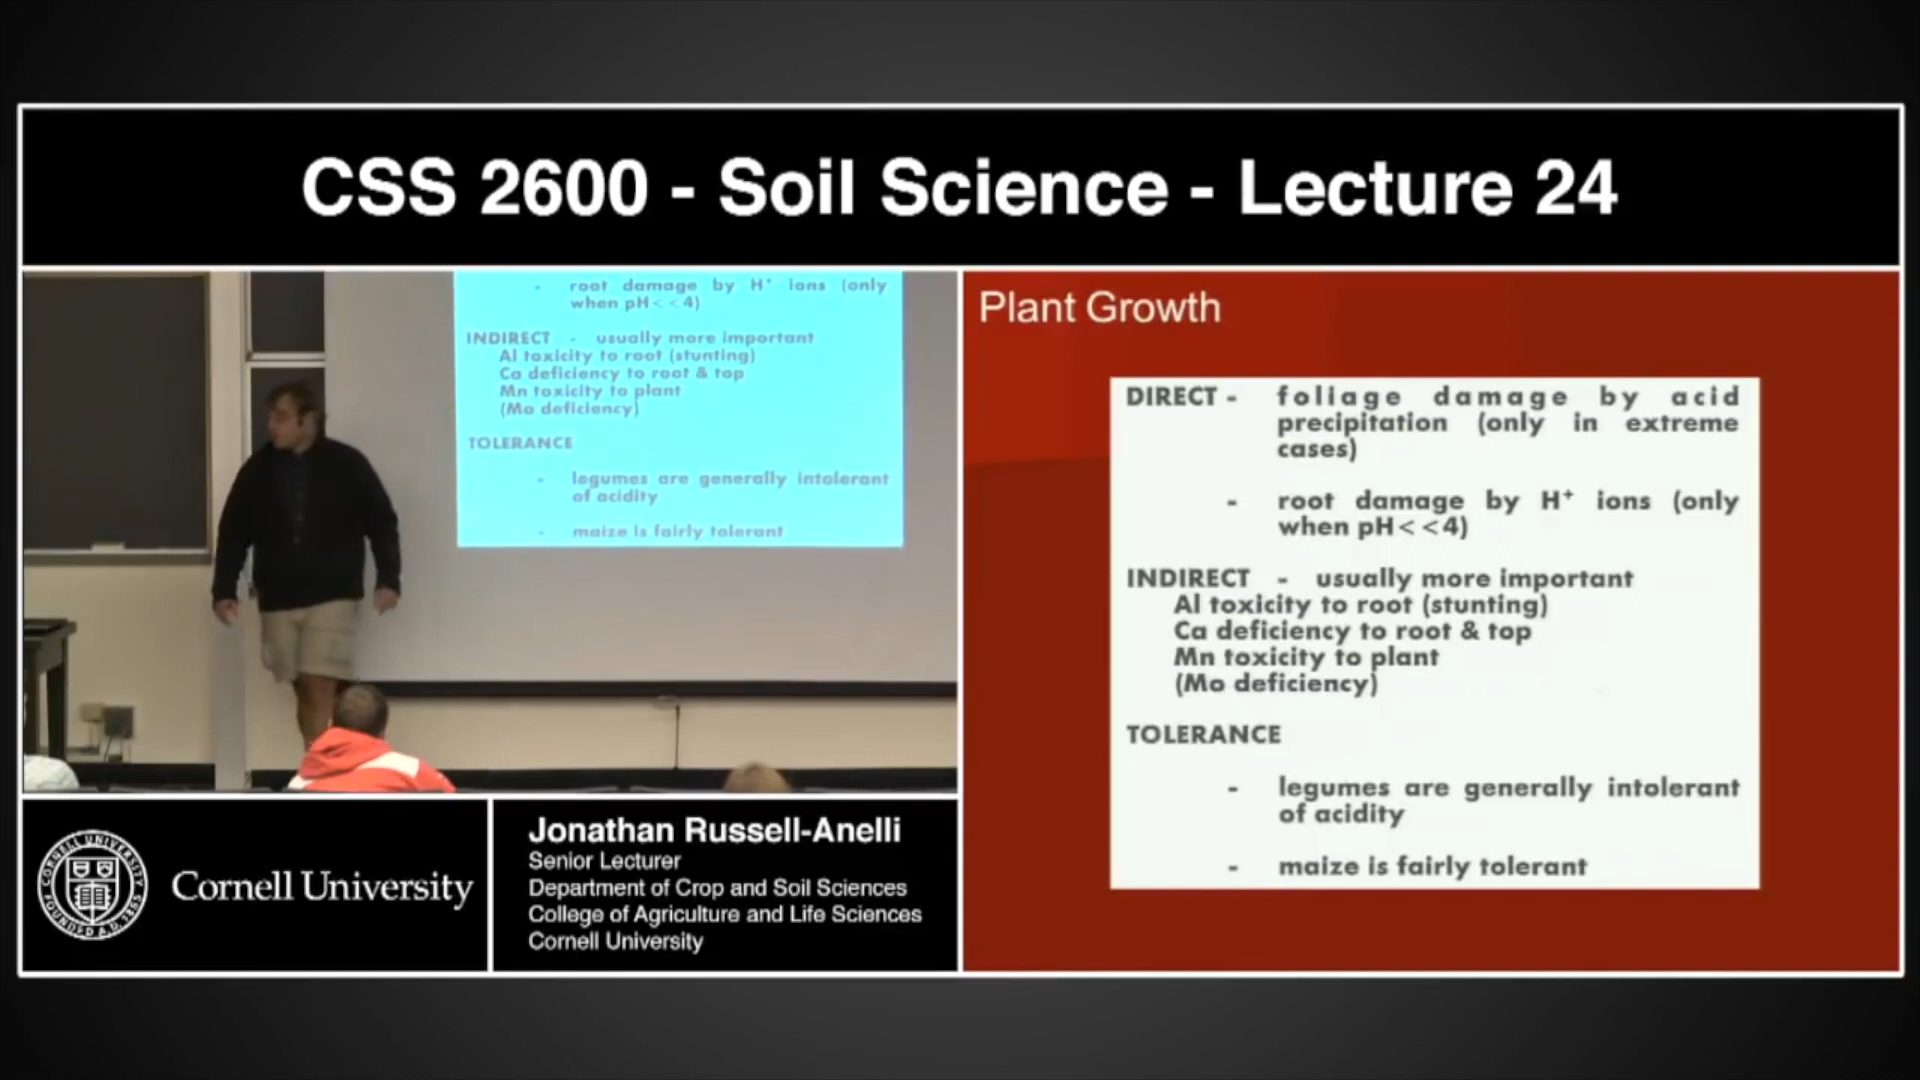 CSS 2600 - Soil Science - Lecture 24
- root damage by H⁺ ions (only
when pH<<4)
INDIRECT - usually more important
Al toxicity to root (stunting)
Ca deficiency to root & top
Mn toxicity to plant
(Mo deficiency)
TOLERANCE
- legumes are generally intolerant
of acidity
- maize is fairly tolerant
Plant Growth
DIRECT - foliage damage by acid
precipitation (only in extreme
cases)
- root damage by H⁺ ions (only
when pH<<4)
INDIRECT - usually more important
Al toxicity to root (stunting)
Ca deficiency to root & top
Mn toxicity to plant
(Mo deficiency)
TOLERANCE
- legumes are generally intolerant
of acidity
- maize is fairly tolerant
CORNELL UNIVERSITY
FOUNDED A.D. 1865
Cornell University
Jonathan Russell-Anelli
Senior Lecturer
Department of Crop and Soil Sciences
College of Agriculture and Life Sciences
Cornell University